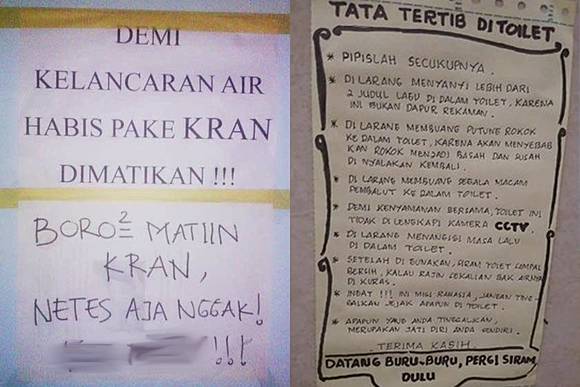 DEMI
KELANCARAN AIR
HABIS PAKE KRAN
DIMATIKAN !!!
BORO2 MATIIN
KRAN,
NETES AJA NGGAK!
!!!
TATA TERTIB DI TOILET
* PIPISLAH SECUKUPNYA.
* DI LARANG MENYANYI LEBIH DARI
2 JUDUL LAGU DI DALAM TOILET, KARENA
INI BUKAN DAPUR REKAMAN.
* DI LARANG MEMBUANG PUTUNG ROKOK
KE DALAM TOILET, KARENA AKAN MENYEBAB
KAN ROKOK MENJADI BASAH DAN SUSAH
DI NYALAKAN KEMBALI.
* DI LARANG MEMBUANG SEGALA MACAM
PEMBALUT KE DALAM TOILET.
* DEMI KENYAMANAN BERSAMA, TOILET INI
TIDAK DI LENGKAPI KAMERA CCTV.
* DI LARANG MENANGISI MASA LALU
DI DALAM TOILET.
* SETELAH DI GUNAKAN, SIRAM TOILET SAMPAI
BERSIH, KALAU RAJIN SEKALIAN BAK AIRNYA
DI KURAS.
* INGAT !!! INI MISI RAHASIA, JANGAN TING-
GALKAN JEJAK APAPUN DI TOILET.
* APAPUN YANG ANDA TINGGALKAN,
MERUPAKAN JATI DIRI ANDA SENDIRI.
TERIMA KASIH.
DATANG BURU-BURU, PERGI SIRAM
DULU